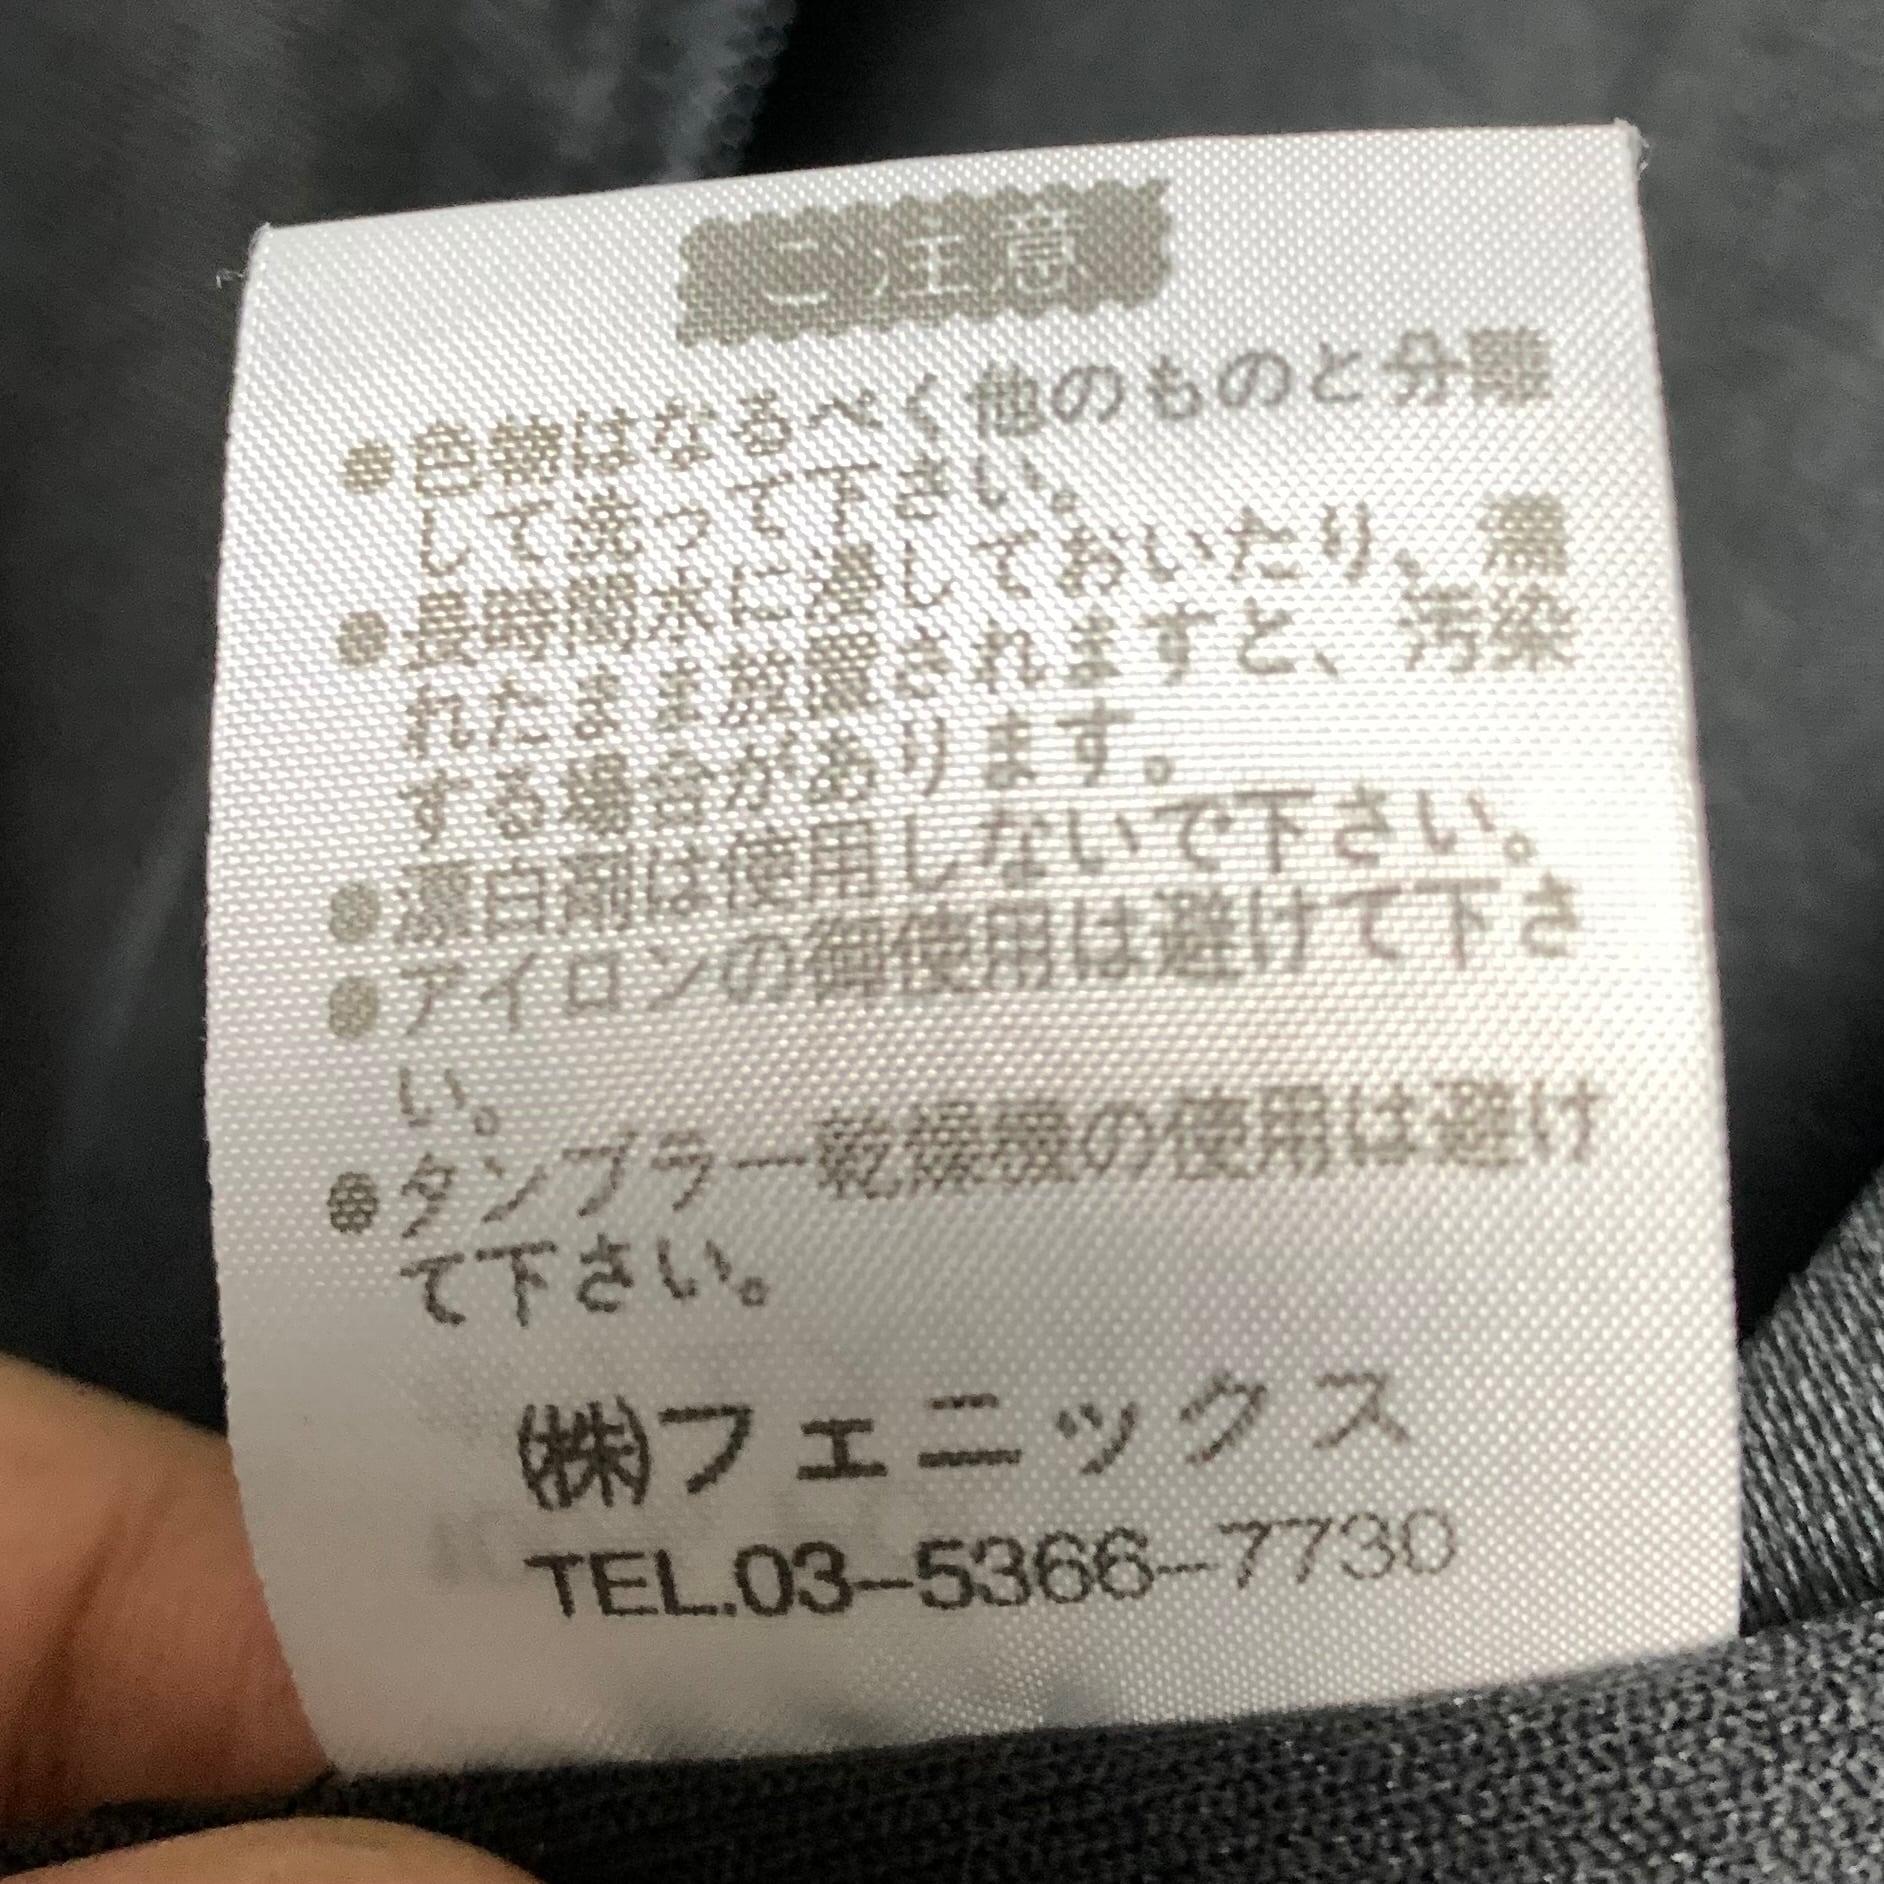 ご注意
●色物はなるべく他のものと分離
して洗って下さい。
●長時間水に浸しておいたり、濡
れたまま放置されますと、汚染
する場合があります。
●漂白剤は使用しないで下さい。
●アイロンの御使用は避けて下さ
い。
●タンブラー乾燥機の使用は避け
て下さい。
㈱フェニックス
TEL.03-5366-7730